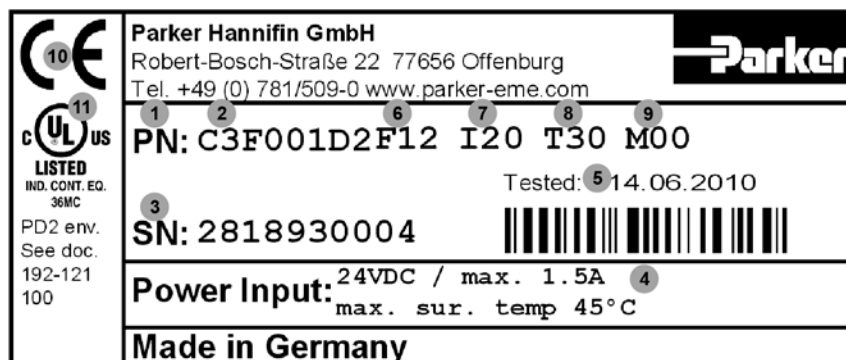 10
11
C UL US
LISTED
IND. CONT. EQ.
36MC
PD2 env.
See doc.
192-121
100
Parker Hannifin GmbH
Robert-Bosch-Straße 22 77656 Offenburg
Tel. +49 (0) 781/509-0 www.parker-eme.com
Parker
1 2 6 7 8 9
PN: C3F001D2F12 I20 T30 M00
Tested: 5 14.06.2010
3
SN: 2818930004
Power Input: 24VDC / max. 1.5A 4
max. sur. temp 45°C
Made in Germany